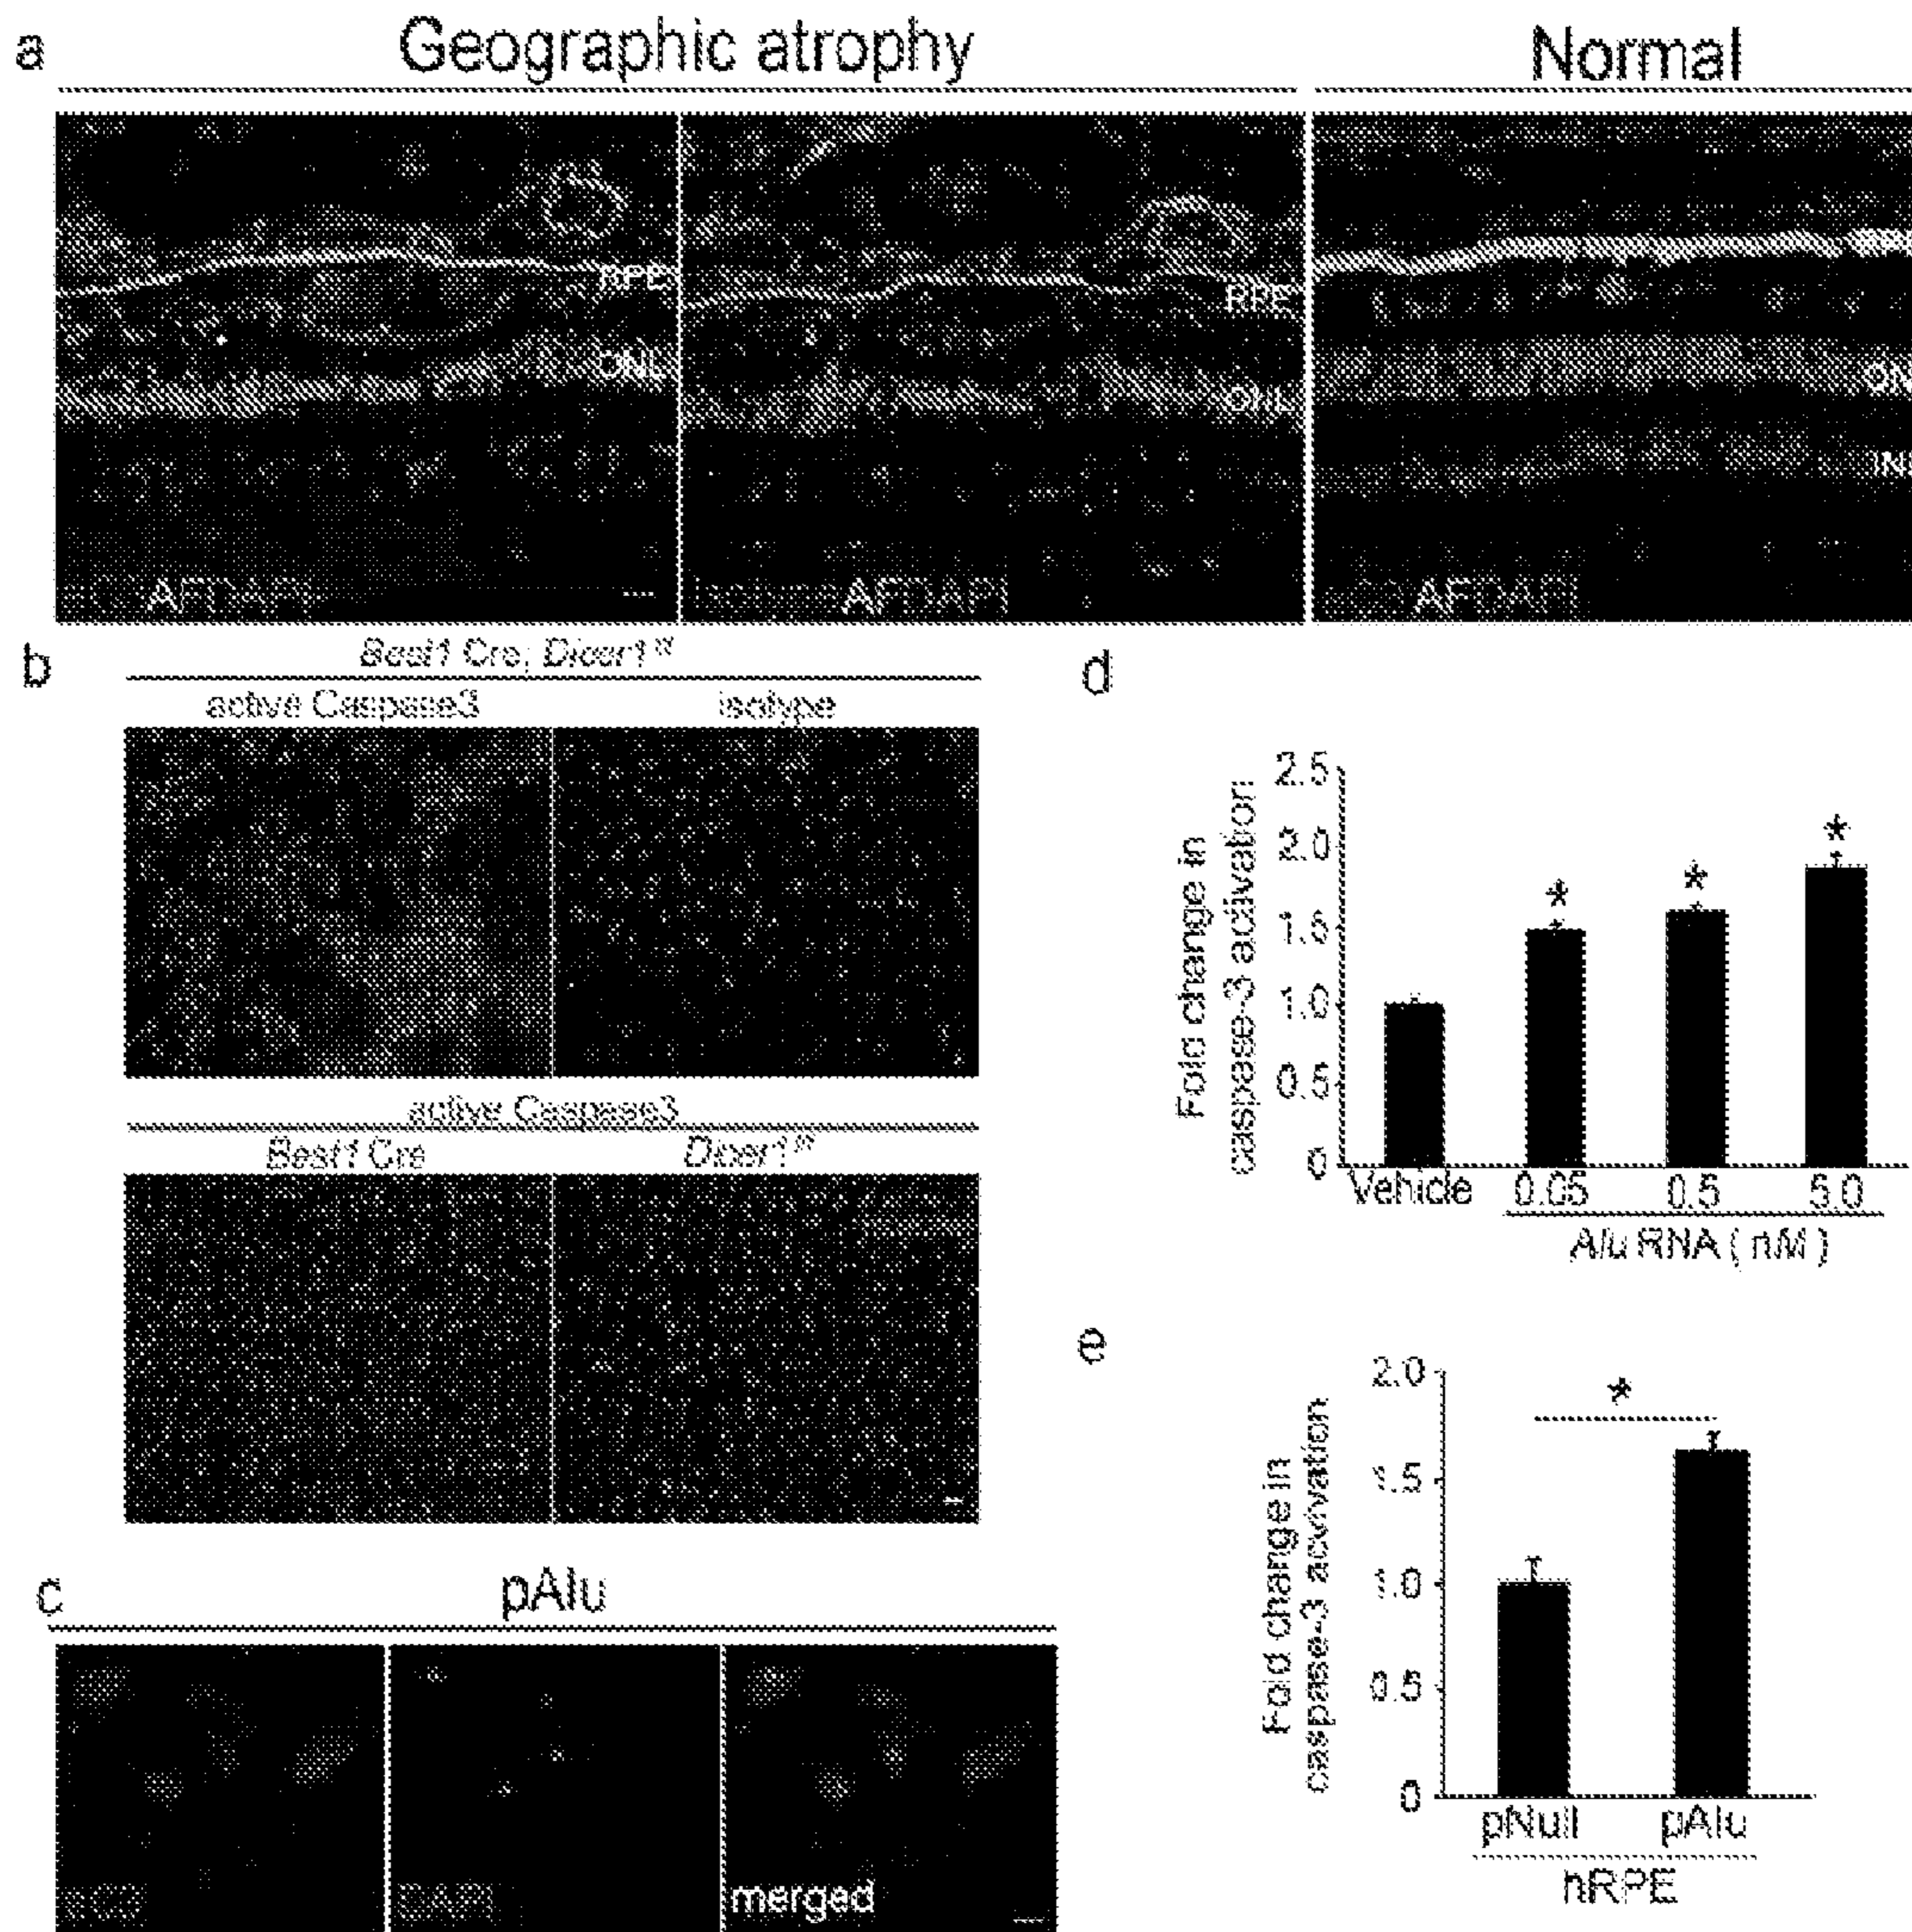 a
Geographic atrophy
Normal
RPE
ONL
AF DAPI
RPE
ONL
AF DAPI
ON
IN
AF DAPI
b
Best1 Cre; Dicer1 f/f
active Caspase3
isotype
active Caspase3
Best1 Cre
Dicer1 f/f
c
pAlu
DAPI
merged
d
Fold change in
caspase-3 activation
2.5
2.0
1.5
1.0
0.5
0
*
*
*
Vehicle
0.05
0.5
5.0
Alu RNA ( nM )
e
Fold change in
caspase-3 activation
2.0
1.5
1.0
0.5
0
*
pNull
pAlu
hRPE